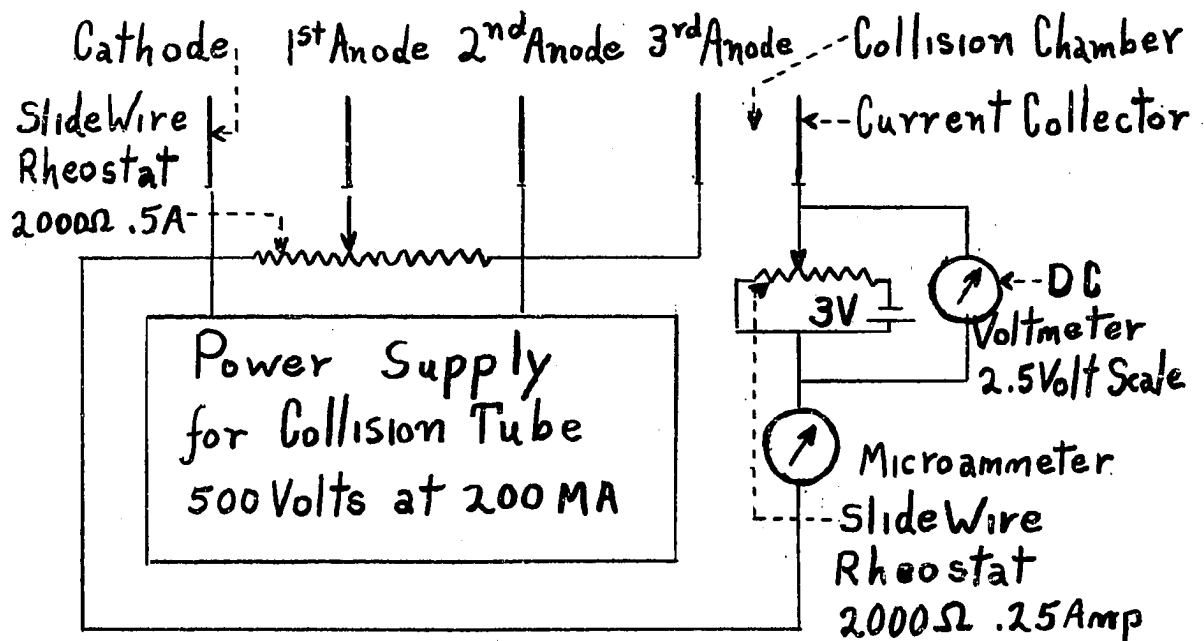 Cathode 1st Anode 2nd Anode 3rd Anode Collision Chamber
Slide Wire
Rheostat
2000Ω .5A
Current Collector
DC
Voltmeter
2.5 Volt Scale
3V
Power Supply
for Collision Tube
500 Volts at 200 MA
Microammeter
Slide Wire
Rheostat
2000Ω .25 Amp